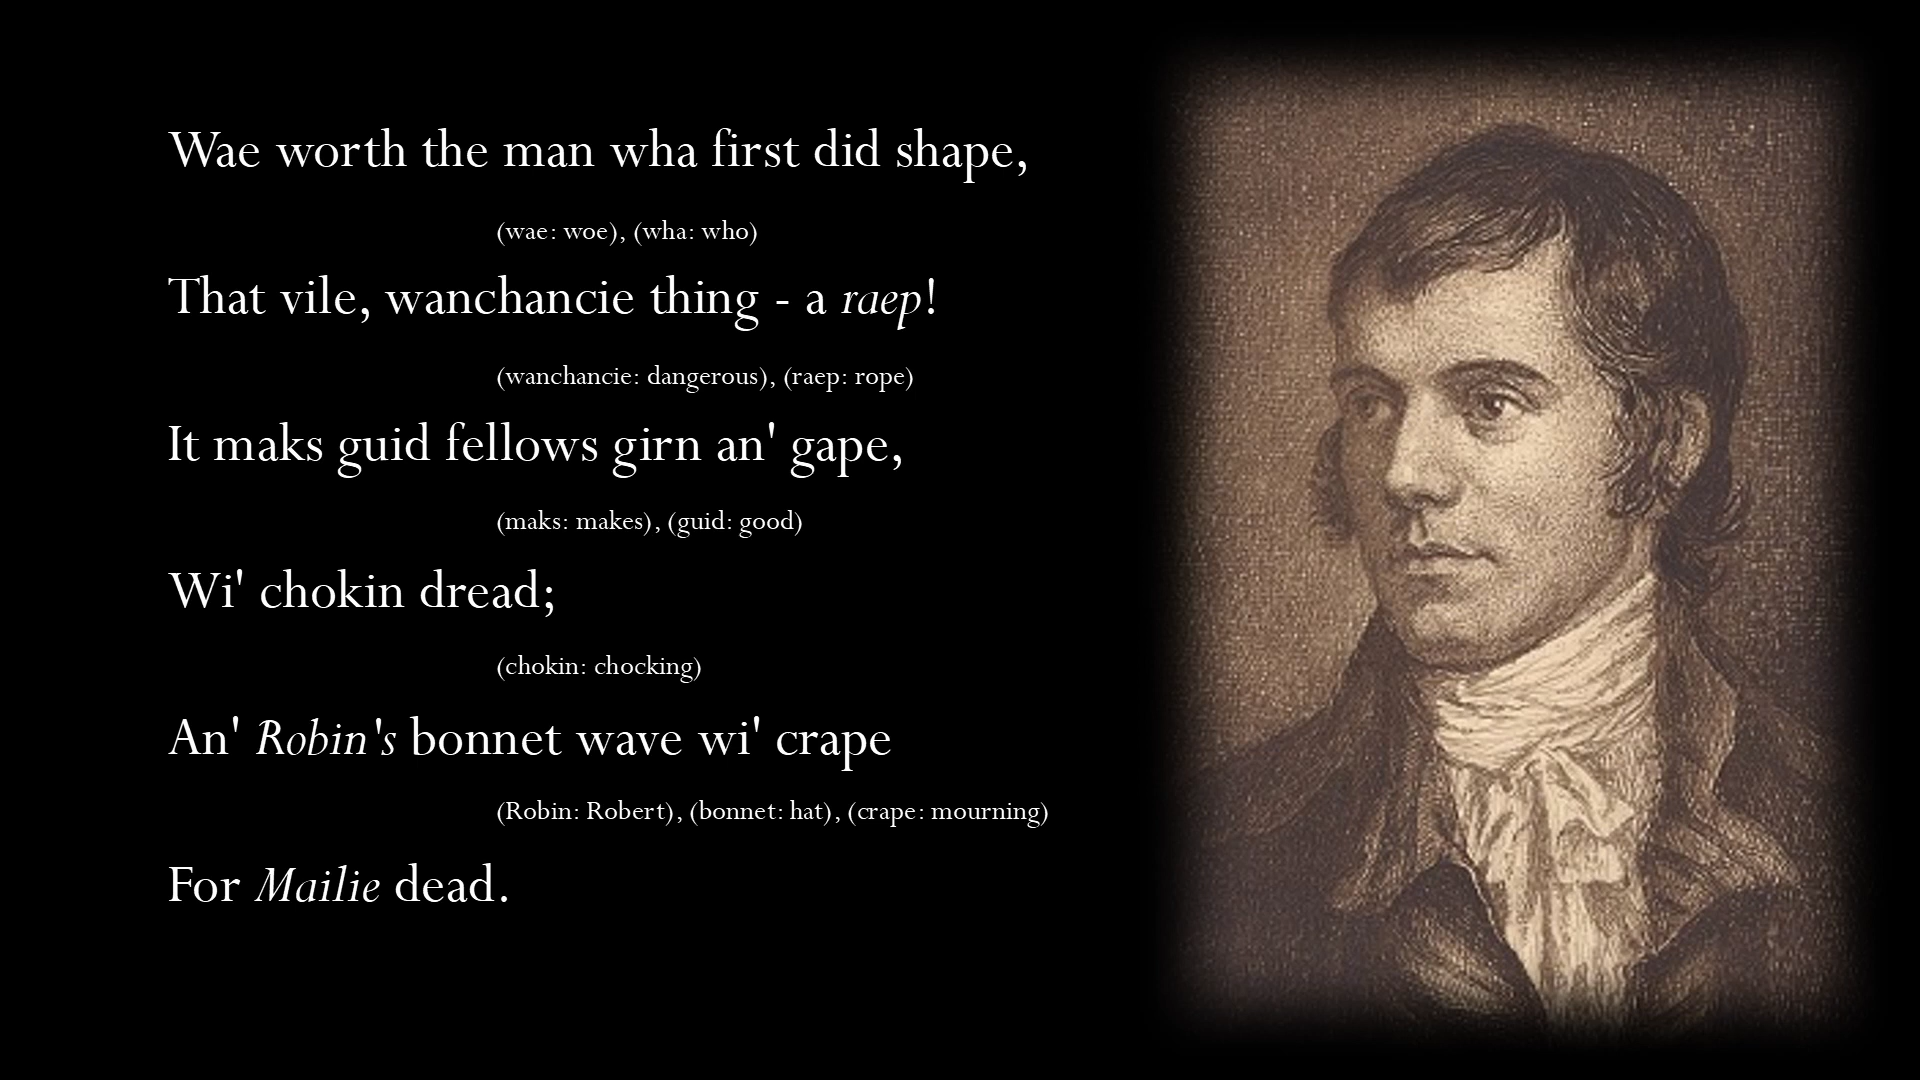 Wae worth the man wha first did shape,
(wae: woe), (wha: who)
That vile, wanchancie thing - a raep!
(wanchancie: dangerous), (raep: rope)
It maks guid fellows girn an' gape,
(maks: makes), (guid: good)
Wi' chokin dread;
(chokin: chocking)
An' Robin's bonnet wave wi' crape
(Robin: Robert), (bonnet: hat), (crape: mourning)
For Mailie dead.